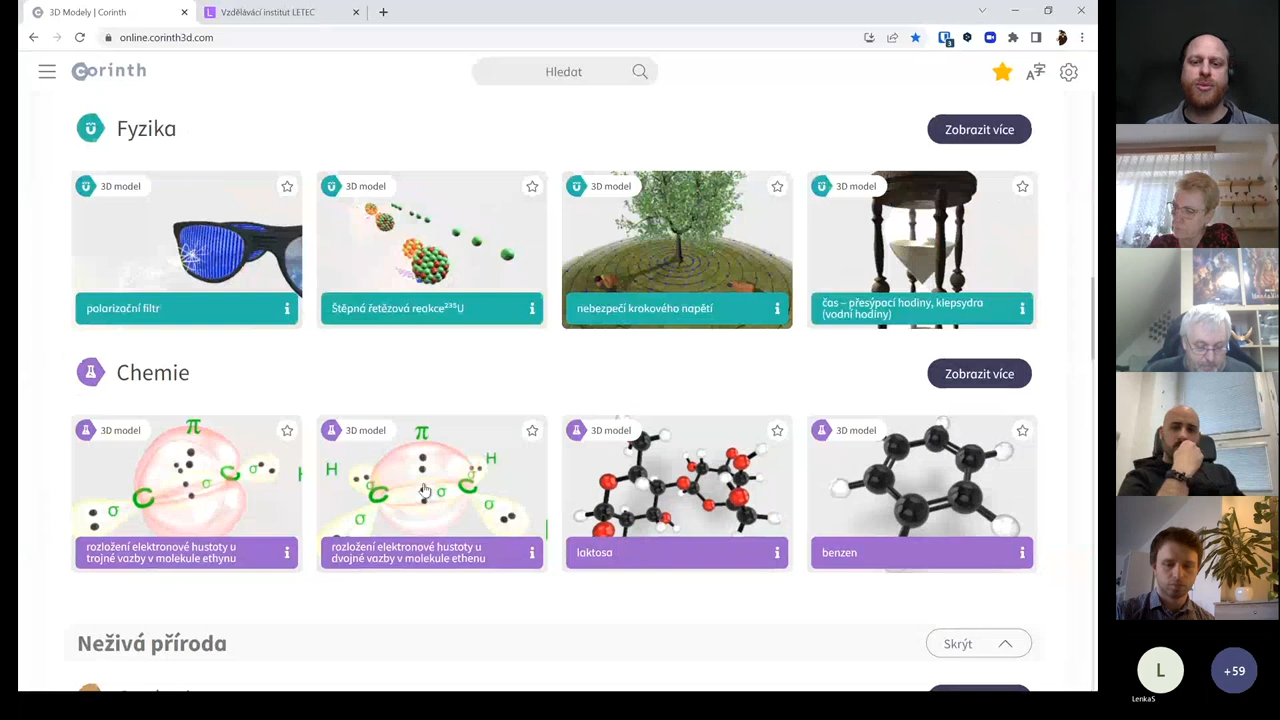 3D Modely | Corinth
Vzdělávácí institut LETEC
online.corinth3d.com
corinth
Hledat
Fyzika
Zobrazit více
3D model
3D model
3D model
3D model
polarizační filtr
Štěpná řetězová reakce²³⁵U
nebezpečí krokového napětí
čas – přesýpací hodiny, klepsydra
(vodní hodiny)
Chemie
Zobrazit více
3D model
3D model
3D model
3D model
π
C
C
σ
σ
H
π
H
C
C
σ
σ
σ
σ
rozložení elektronové hustoty u
trojné vazby v molekule ethynu
rozložení elektronové hustoty u
dvojné vazby v molekule ethenu
laktosa
benzen
Neživá příroda
Skrýt
L
+59
LenkaS